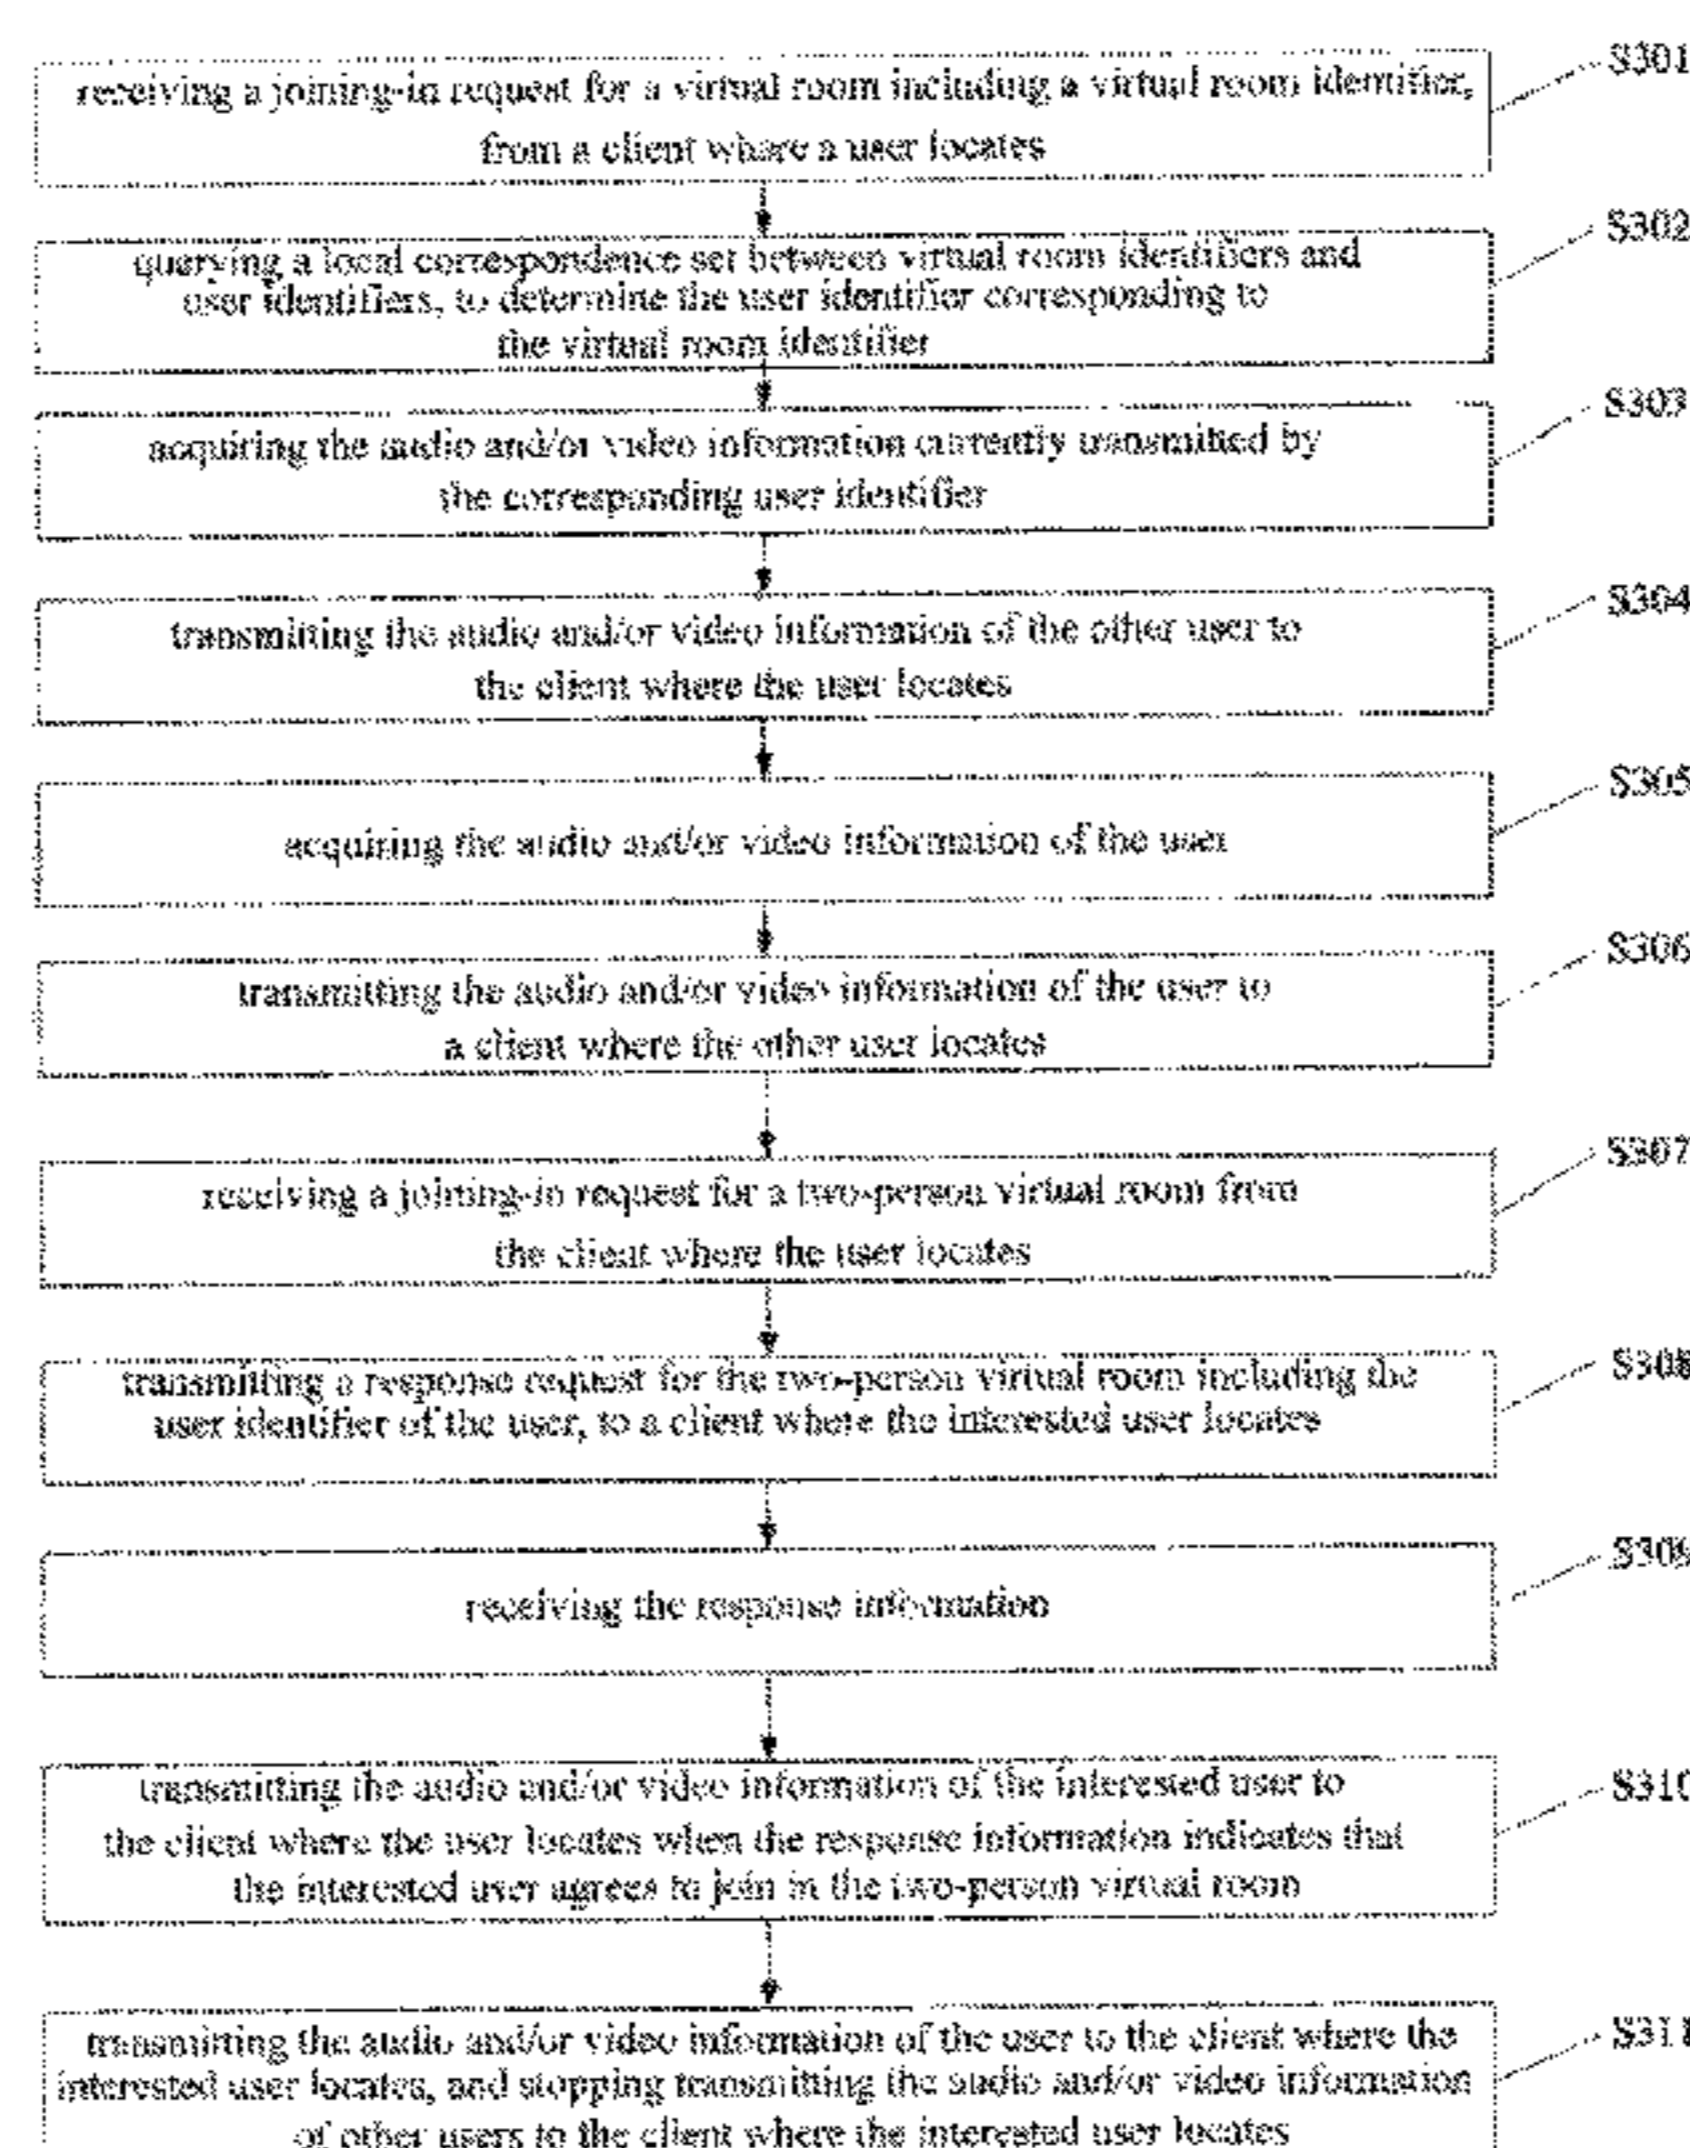 receiving a joining-in request for a virtual room including a virtual room identifier,
from a client where a user locates
S301
querying a local correspondence set between virtual room identifiers and
user identifiers, to determine the user identifier corresponding to
the virtual room identifier
S302
acquiring the audio and/or video information currently transmitted by
the corresponding user identifier
S303
transmitting the audio and/or video information of the other user to
the client where the user locates
S304
acquiring the audio and/or video information of the user
S305
transmitting the audio and/or video information of the user to
a client where the other user locates
S306
receiving a joining-in request for a two-person virtual room from
the client where the user locates
S307
transmitting a response request for the two-person virtual room including the
user identifier of the user, to a client where the interested user locates
S308
receiving the response information
S309
transmitting the audio and/or video information of the interested user to
the client where the user locates when the response information indicates that
the interested user agrees to join in the two-person virtual room
S310
transmitting the audio and/or video information of the user to the client where the
interested user locates, and stopping transmitting the audio and/or video information
of other users to the client where the interested user locates
S311